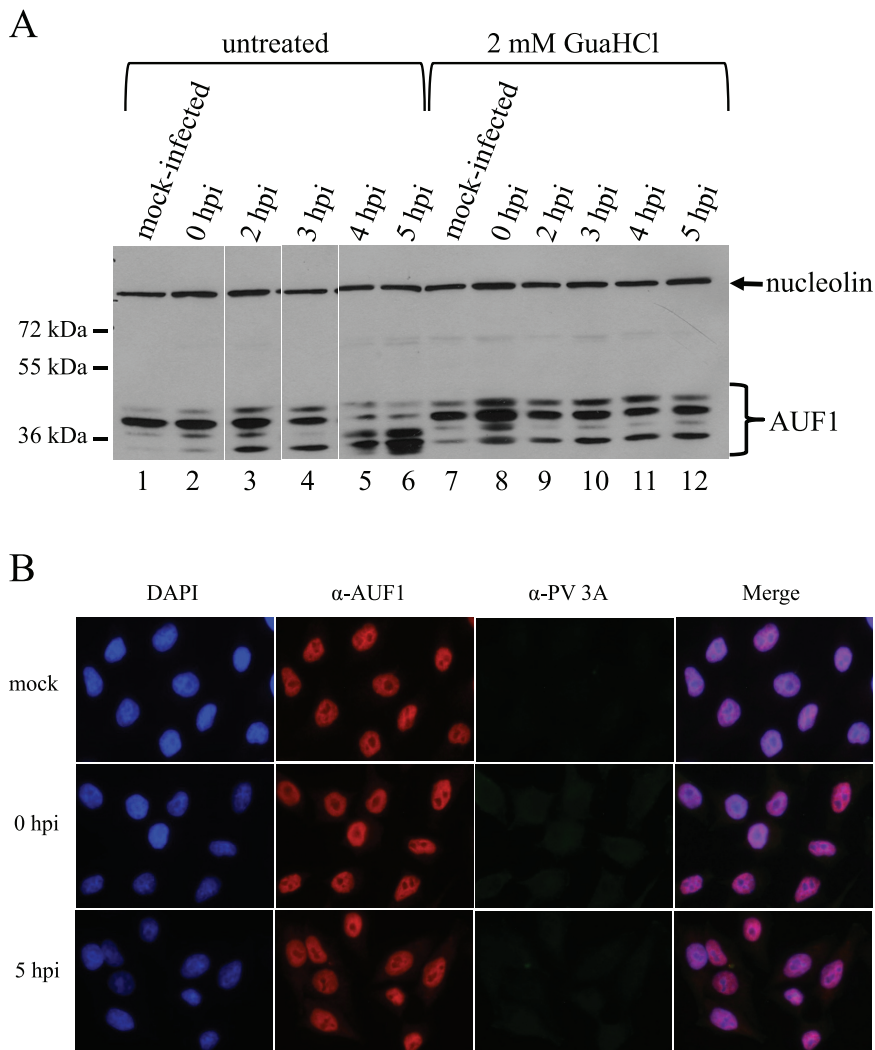 A
untreated
2 mM GuaHCl
mock-infected
0 hpi
2 hpi
3 hpi
4 hpi
5 hpi
mock-infected
0 hpi
2 hpi
3 hpi
4 hpi
5 hpi
nucleolin
72 kDa
55 kDa
36 kDa
AUF1
1 2 3 4 5 6 7 8 9 10 11 12
B
DAPI α-AUF1 α-PV 3A Merge
mock
0 hpi
5 hpi